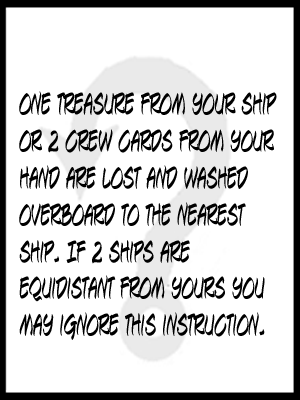 ONE TREASURE FROM YOUR SHIP
OR 2 CREW CARDS FROM YOUR
HAND ARE LOST AND WASHED
OVERBOARD TO THE NEAREST
SHIP. IF 2 SHIPS ARE
EQUIDISTANT FROM YOURS YOU
MAY IGNORE THIS INSTRUCTION.